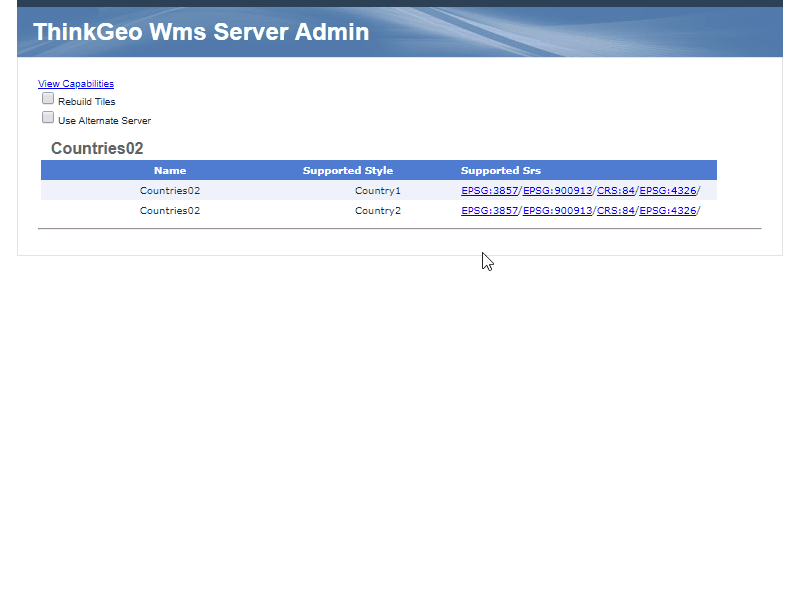 ThinkGeo Wms Server Admin
View Capabilities
Rebuild Tiles
Use Alternate Server
Countries02
Name Supported Style Supported Srs
Countries02 Country1 EPSG:3857/EPSG:900913/CRS:84/EPSG:4326/
Countries02 Country2 EPSG:3857/EPSG:900913/CRS:84/EPSG:4326/